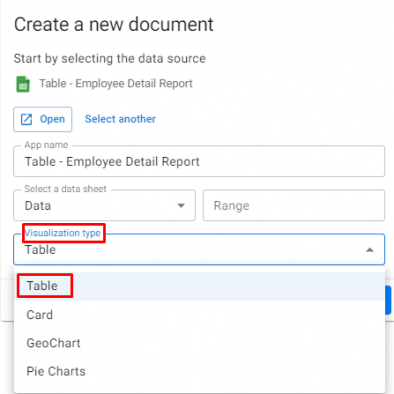 Create a new document
Start by selecting the data source
Table - Employee Detail Report
Open Select another
App name
Table - Employee Detail Report
Select a data sheet
Data Range
Visualization type
Table
Table
Card
GeoChart
Pie Charts